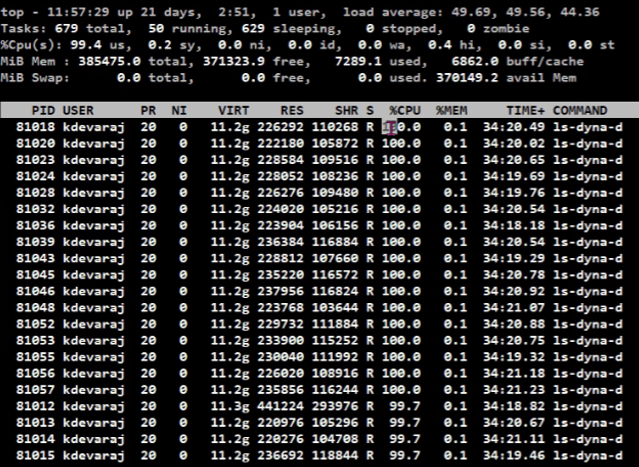 top - 11:57:29 up 21 days,  2:51,  1 user,  load average: 49.69, 49.56, 44.36
Tasks: 679 total,  50 running, 629 sleeping,   0 stopped,   0 zombie
%Cpu(s): 99.4 us,  0.2 sy,  0.0 ni,  0.0 id,  0.0 wa,  0.4 hi,  0.0 si,  0.0 st
MiB Mem : 385475.0 total, 371323.9 free,   7289.1 used,   6862.0 buff/cache
MiB Swap:      0.0 total,      0.0 free,      0.0 used. 370149.2 avail Mem
PID USER PR NI VIRT RES SHR S %CPU %MEM TIME+ COMMAND
81018 kdevaraj 20 0 11.2g 226292 110268 R 100.0 0.1 34:20.49 ls-dyna-d
81020 kdevaraj 20 0 11.2g 222180 105872 R 100.0 0.1 34:20.02 ls-dyna-d
81023 kdevaraj 20 0 11.2g 228584 109516 R 100.0 0.1 34:20.65 ls-dyna-d
81024 kdevaraj 20 0 11.2g 228052 108236 R 100.0 0.1 34:19.69 ls-dyna-d
81028 kdevaraj 20 0 11.2g 226276 109480 R 100.0 0.1 34:19.76 ls-dyna-d
81032 kdevaraj 20 0 11.2g 224020 105216 R 100.0 0.1 34:20.54 ls-dyna-d
81036 kdevaraj 20 0 11.2g 223904 106156 R 100.0 0.1 34:18.18 ls-dyna-d
81039 kdevaraj 20 0 11.2g 236384 116884 R 100.0 0.1 34:20.54 ls-dyna-d
81043 kdevaraj 20 0 11.2g 228812 107660 R 100.0 0.1 34:19.29 ls-dyna-d
81045 kdevaraj 20 0 11.2g 235220 116572 R 100.0 0.1 34:20.78 ls-dyna-d
81046 kdevaraj 20 0 11.2g 237956 116824 R 100.0 0.1 34:20.92 ls-dyna-d
81048 kdevaraj 20 0 11.2g 223768 103644 R 100.0 0.1 34:21.07 ls-dyna-d
81052 kdevaraj 20 0 11.2g 229732 111884 R 100.0 0.1 34:20.88 ls-dyna-d
81053 kdevaraj 20 0 11.2g 233900 115252 R 100.0 0.1 34:20.75 ls-dyna-d
81055 kdevaraj 20 0 11.2g 230040 111992 R 100.0 0.1 34:19.32 ls-dyna-d
81056 kdevaraj 20 0 11.2g 226020 108916 R 100.0 0.1 34:21.18 ls-dyna-d
81057 kdevaraj 20 0 11.2g 235856 116244 R 100.0 0.1 34:21.23 ls-dyna-d
81012 kdevaraj 20 0 11.3g 441224 293976 R 99.7 0.1 34:18.82 ls-dyna-d
81013 kdevaraj 20 0 11.2g 220976 105296 R 99.7 0.1 34:20.67 ls-dyna-d
81014 kdevaraj 20 0 11.2g 220276 104708 R 99.7 0.1 34:21.11 ls-dyna-d
81015 kdevaraj 20 0 11.2g 236692 118844 R 99.7 0.1 34:19.46 ls-dyna-d